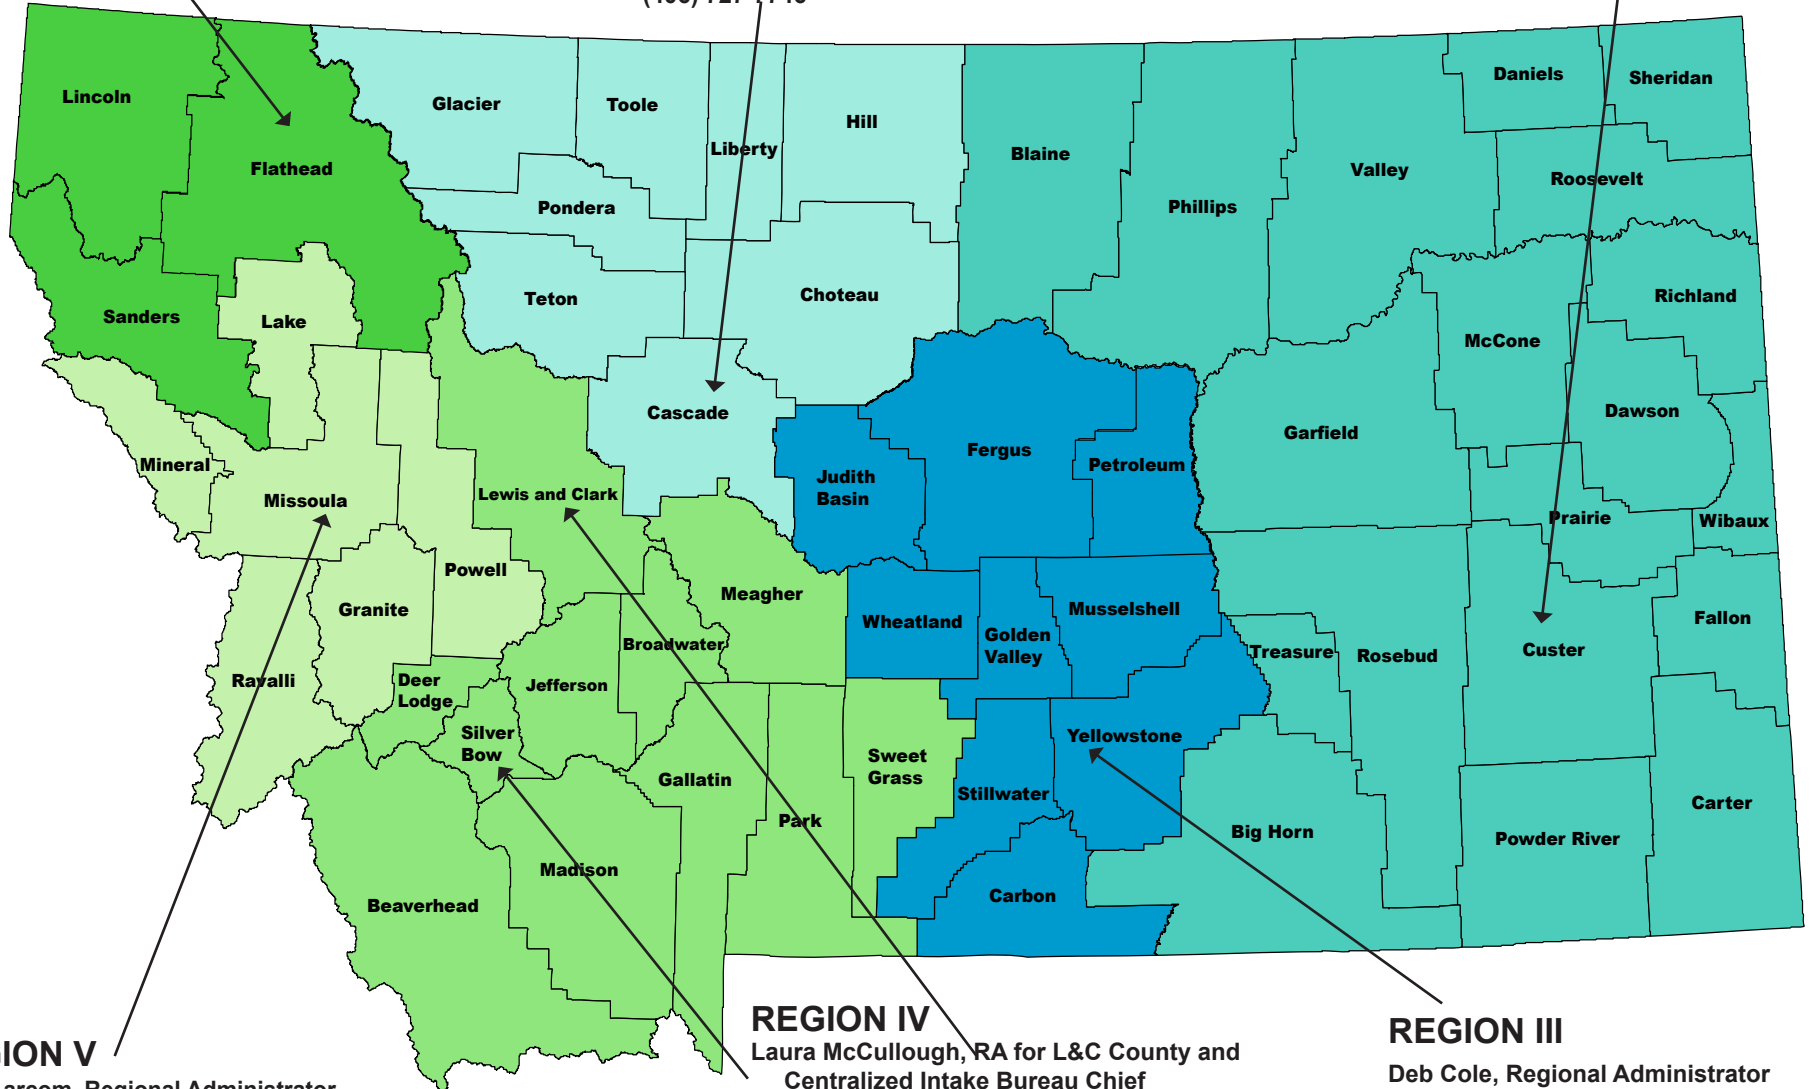 Lincoln
Flathead
Glacier
Toole
Liberty
Hill
Blaine
Phillips
Valley
Daniels
Sheridan
Roosevelt
Pondera
Teton
Choteau
Sanders
Lake
Richland
McCone
Cascade
Dawson
Garfield
Fergus
Petroleum
Judith
Basin
Mineral
Missoula
Lewis and Clark
Prairie
Wibaux
Powell
Granite
Meagher
Wheatland
Golden
Valley
Musselshell
Treasure
Rosebud
Custer
Fallon
Broadwater
Ravalli
Deer
Lodge
Jefferson
Silver
Bow
Yellowstone
Sweet
Grass
Gallatin
Stillwater
Park
Big Horn
Powder River
Carter
Madison
Beaverhead
Carbon
REGION IV
Laura McCullough, RA for L&C County and
Centralized Intake Bureau Chief
REGION III
Deb Cole, Regional Administrator
ION V
Regional Administrator